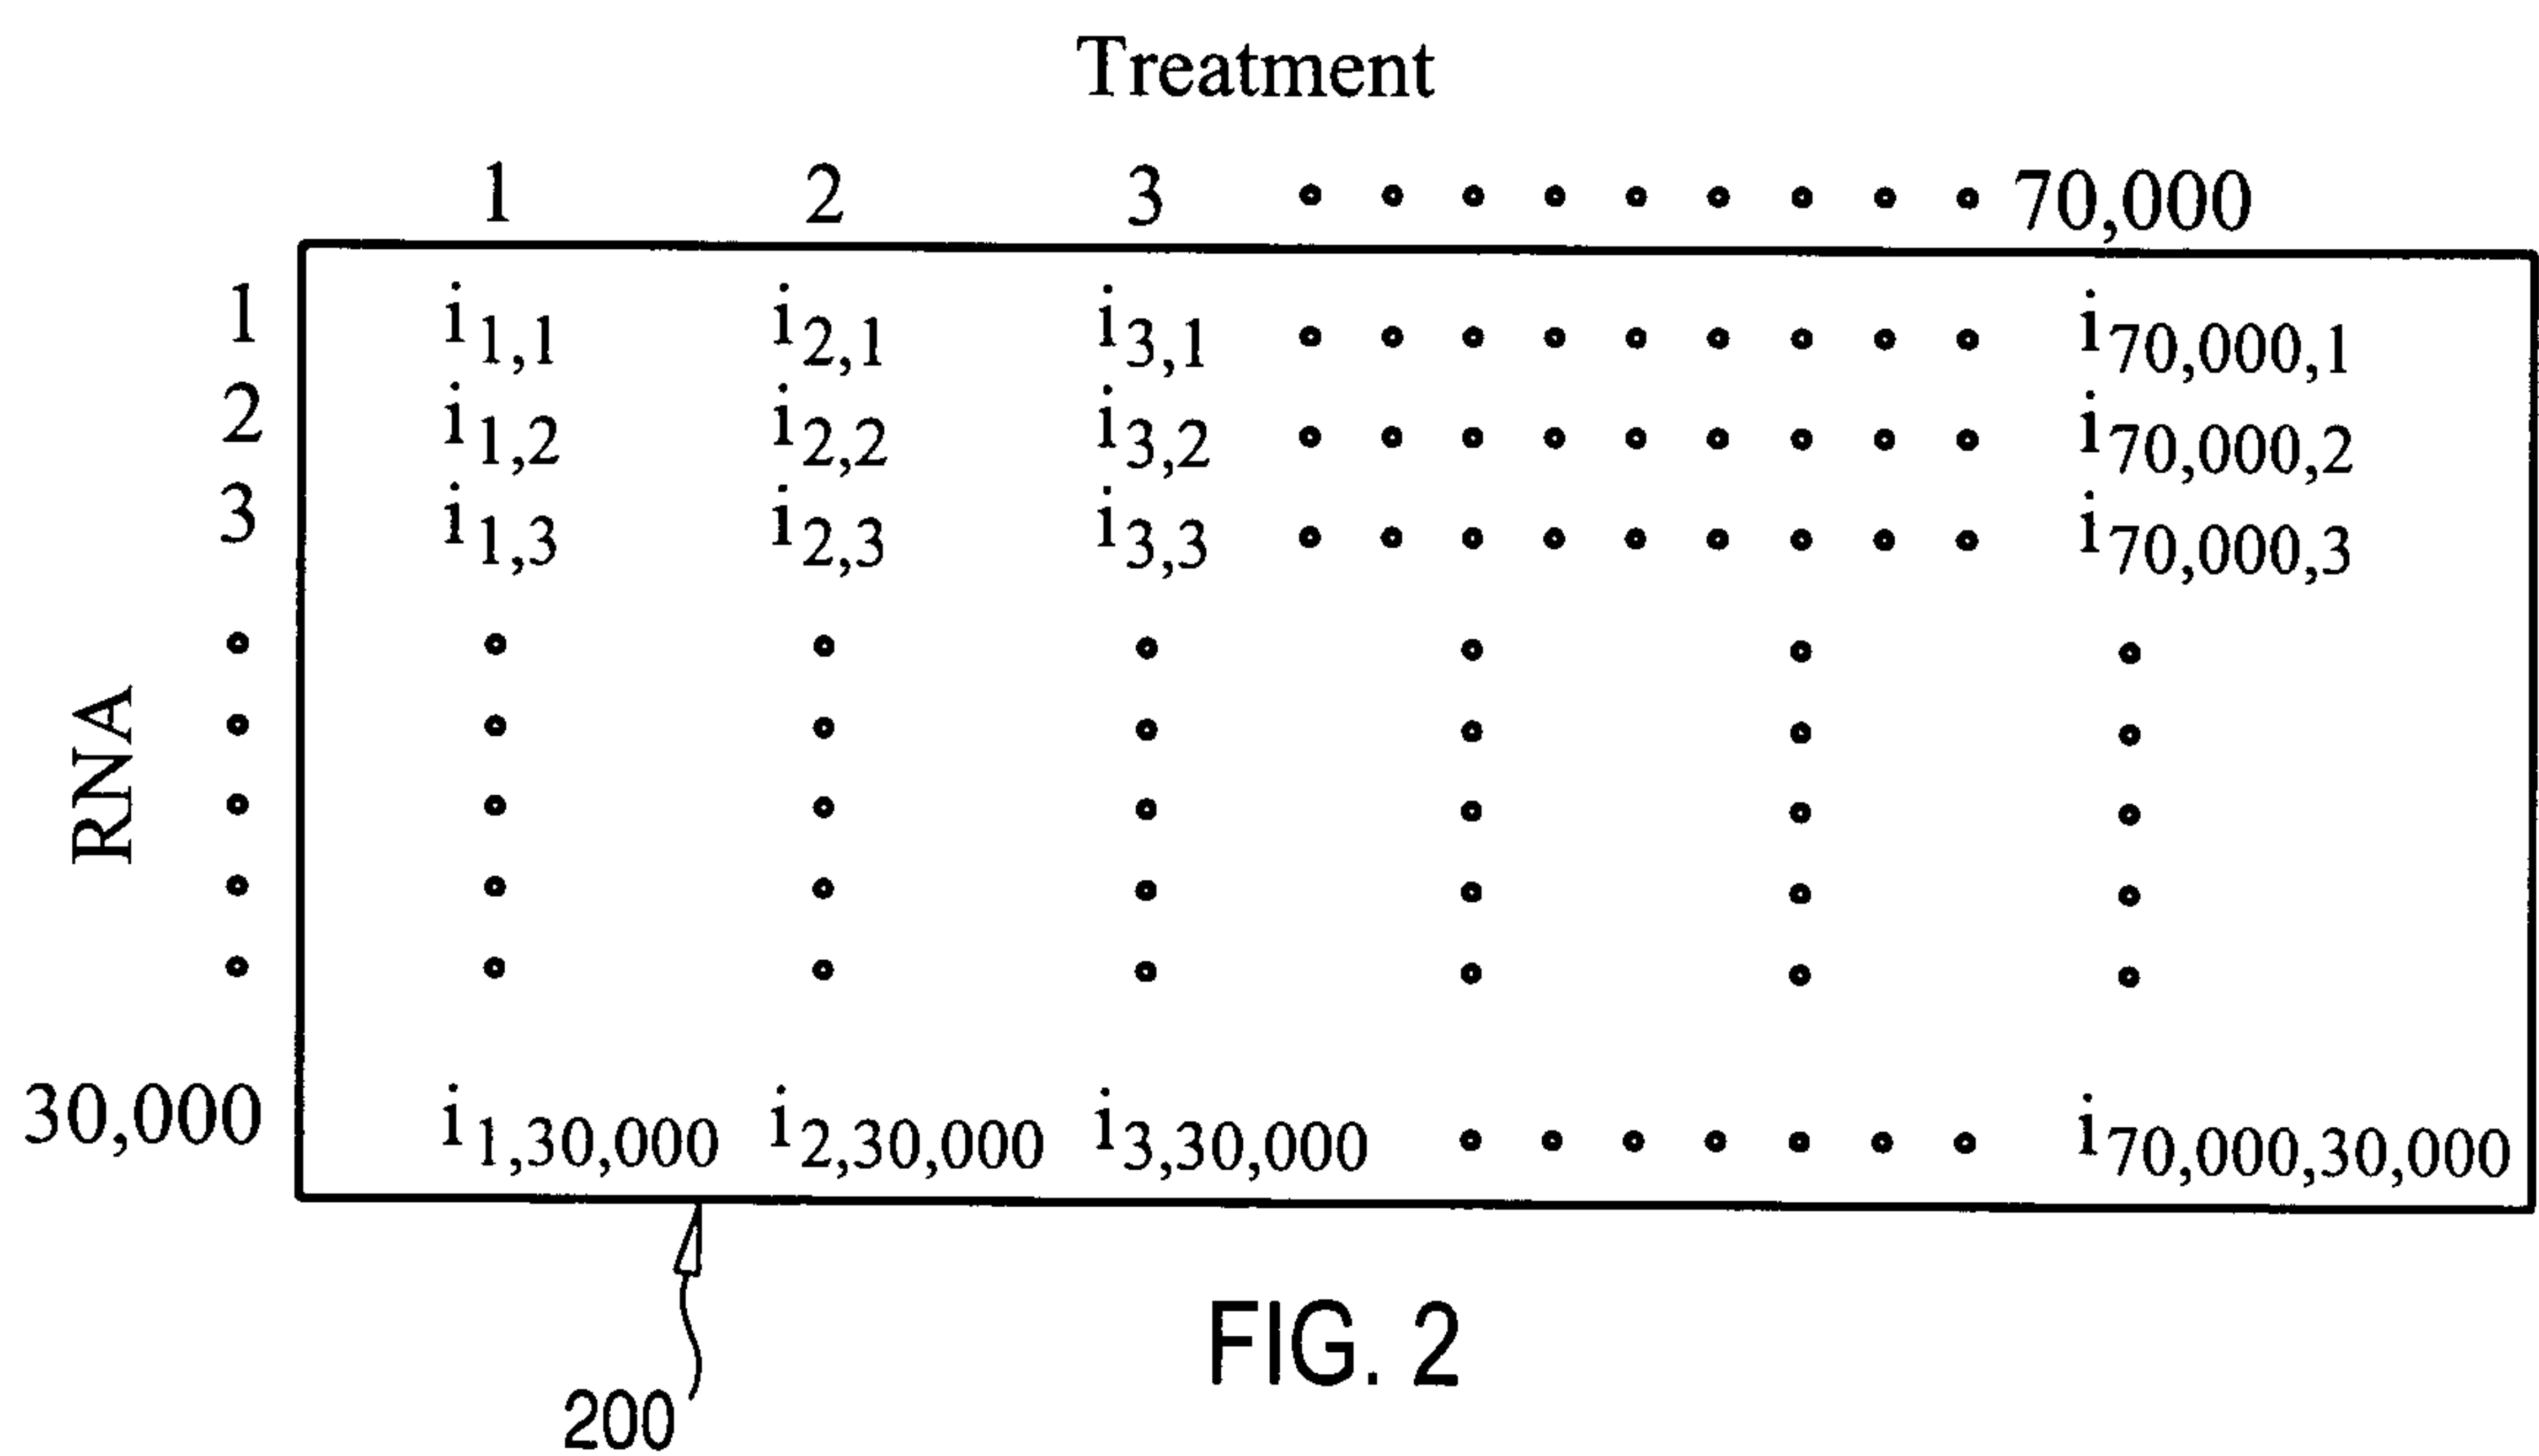 Treatment
1 2 3 • • • • • • • • • 70,000
1 i1,1 i2,1 i3,1 • • • • • • • • • i70,000,1
2 i1,2 i2,2 i3,2 • • • • • • • • • i70,000,2
3 i1,3 i2,3 i3,3 • • • • • • • • • i70,000,3
RNA
30,000 i1,30,000 i2,30,000 i3,30,000 • • • • • • • i70,000,30,000
200
FIG. 2